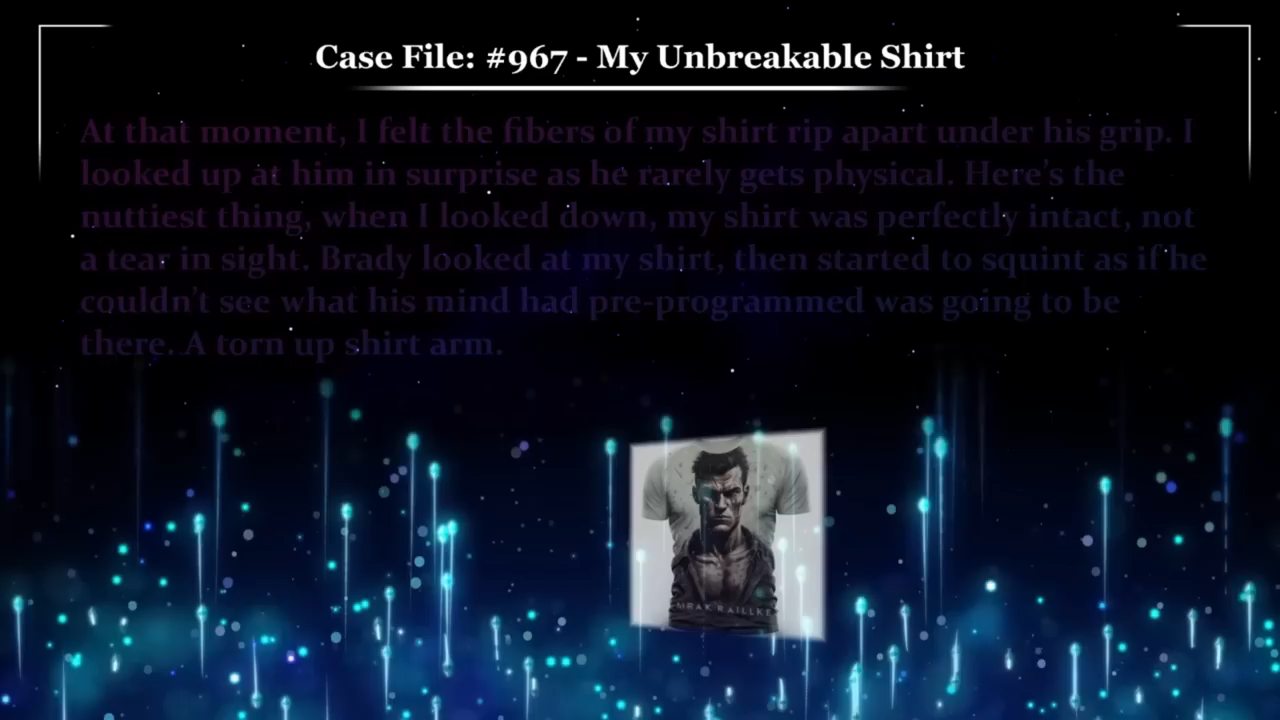 Case File: #967 - My Unbreakable Shirt
At that moment, I felt the fibers of my shirt rip apart under his grip. I
looked up at him in surprise as he rarely gets physical. Here's the
nuttiest thing, when I looked down, my shirt was perfectly intact, not
a tear in sight. Brady looked at my shirt, then started to squint as if he
couldn't see what his mind had pre-programmed was going to be
there. A torn up shirt arm.
MRAK RAILLKE